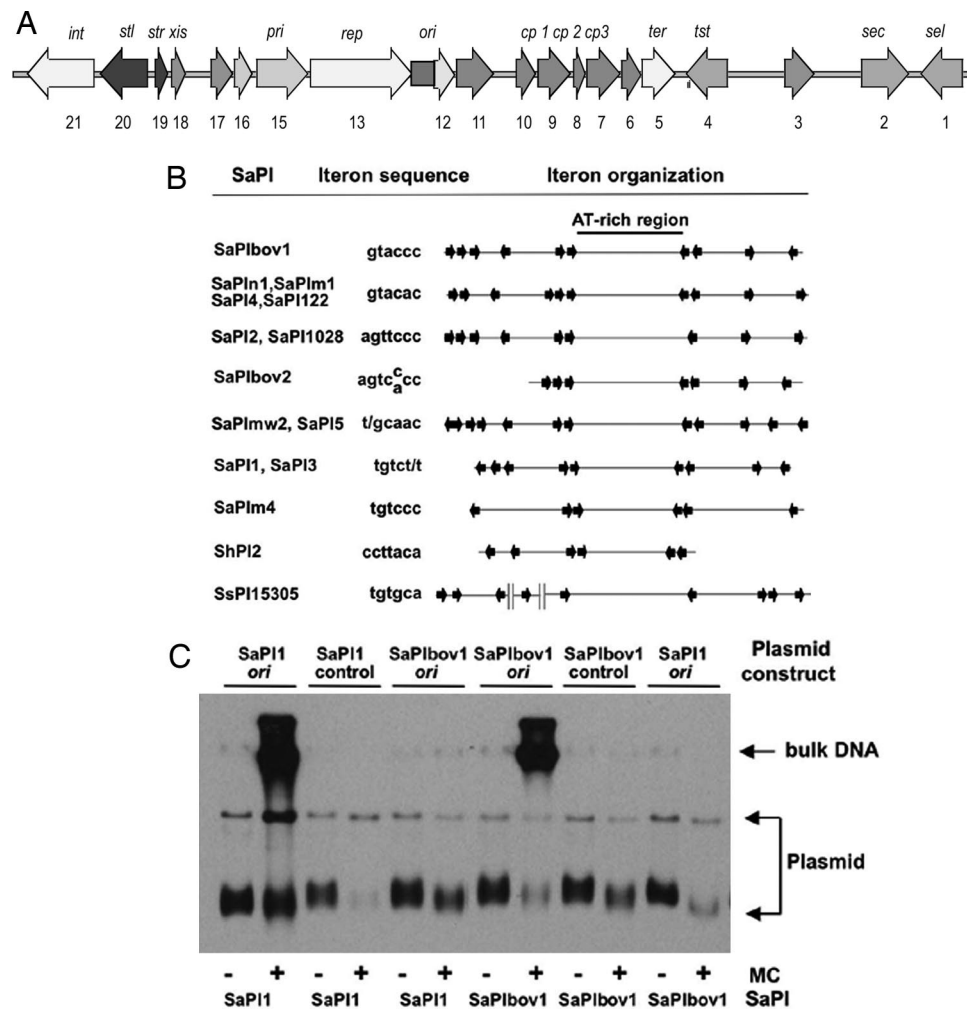 A
int stl str xis pri rep ori cp 1 cp 2 cp3 ter tst sec sel
21 20 19 18 17 16 15 13 12 11 10 9 8 7 6 5 4 3 2 1
B
SaPI Iteron sequence Iteron organization
AT-rich region
SaPIbov1 gtaccc
SaPIn1,SaPIm1
SaPI4,SaPI122 gtacac
SaPI2, SaPI1028 agttccc
SaPIbov2 agtc c/a cc
SaPImw2, SaPI5 t/gcaac
SaPI1, SaPI3 tgtct/t
SaPIm4 tgtccc
ShPI2 ccttaca
SsPI15305 tgtgca
C
SaPI1 SaPI1 SaPIbov1 SaPIbov1 SaPIbov1 SaPI1 Plasmid
ori control ori ori control ori construct
bulk DNA
Plasmid
- + - + - + - + - + - + MC
SaPI1 SaPI1 SaPI1 SaPIbov1 SaPIbov1 SaPIbov1 SaPI